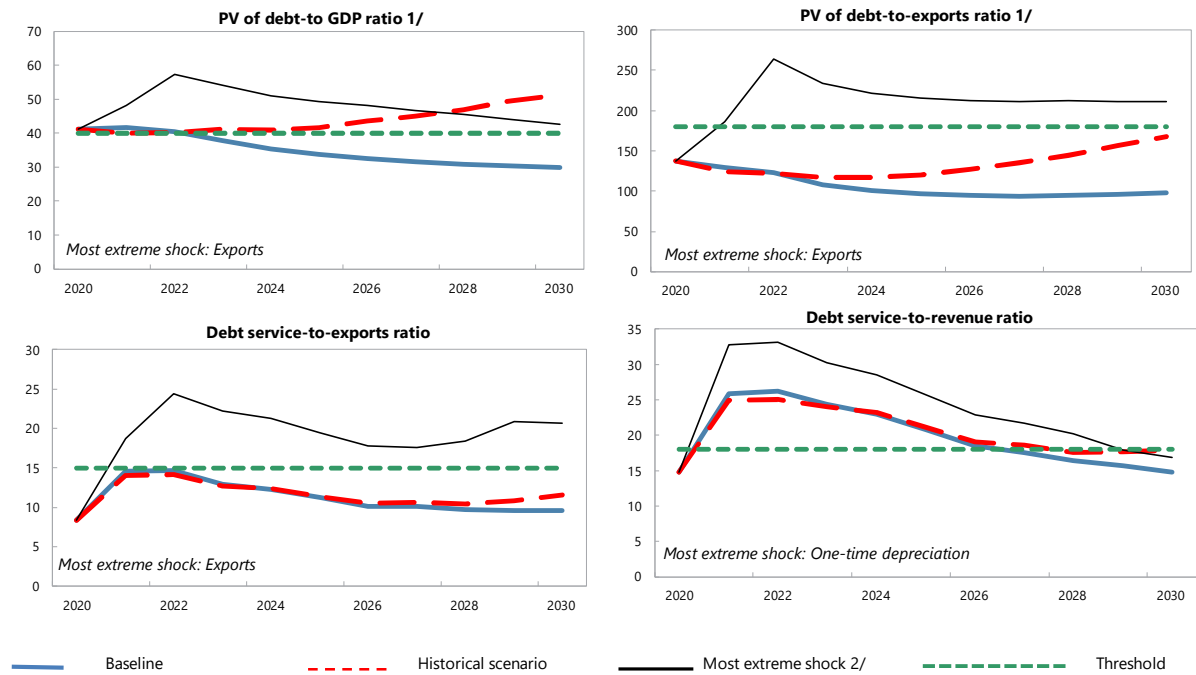 PV of debt-to GDP ratio 1/
70
60
50
40
30
20
10
0
Most extreme shock: Exports
2020 2022 2024 2026 2028 2030
PV of debt-to-exports ratio 1/
300
250
200
150
100
50
0
Most extreme shock: Exports
2020 2022 2024 2026 2028 2030
Debt service-to-exports ratio
30
25
20
15
10
5
0
Most extreme shock: Exports
2020 2022 2024 2026 2028 2030
Debt service-to-revenue ratio
35
30
25
20
15
10
5
0
Most extreme shock: One-time depreciation
2020 2022 2024 2026 2028 2030
Baseline Historical scenario Most extreme shock 2/ Threshold